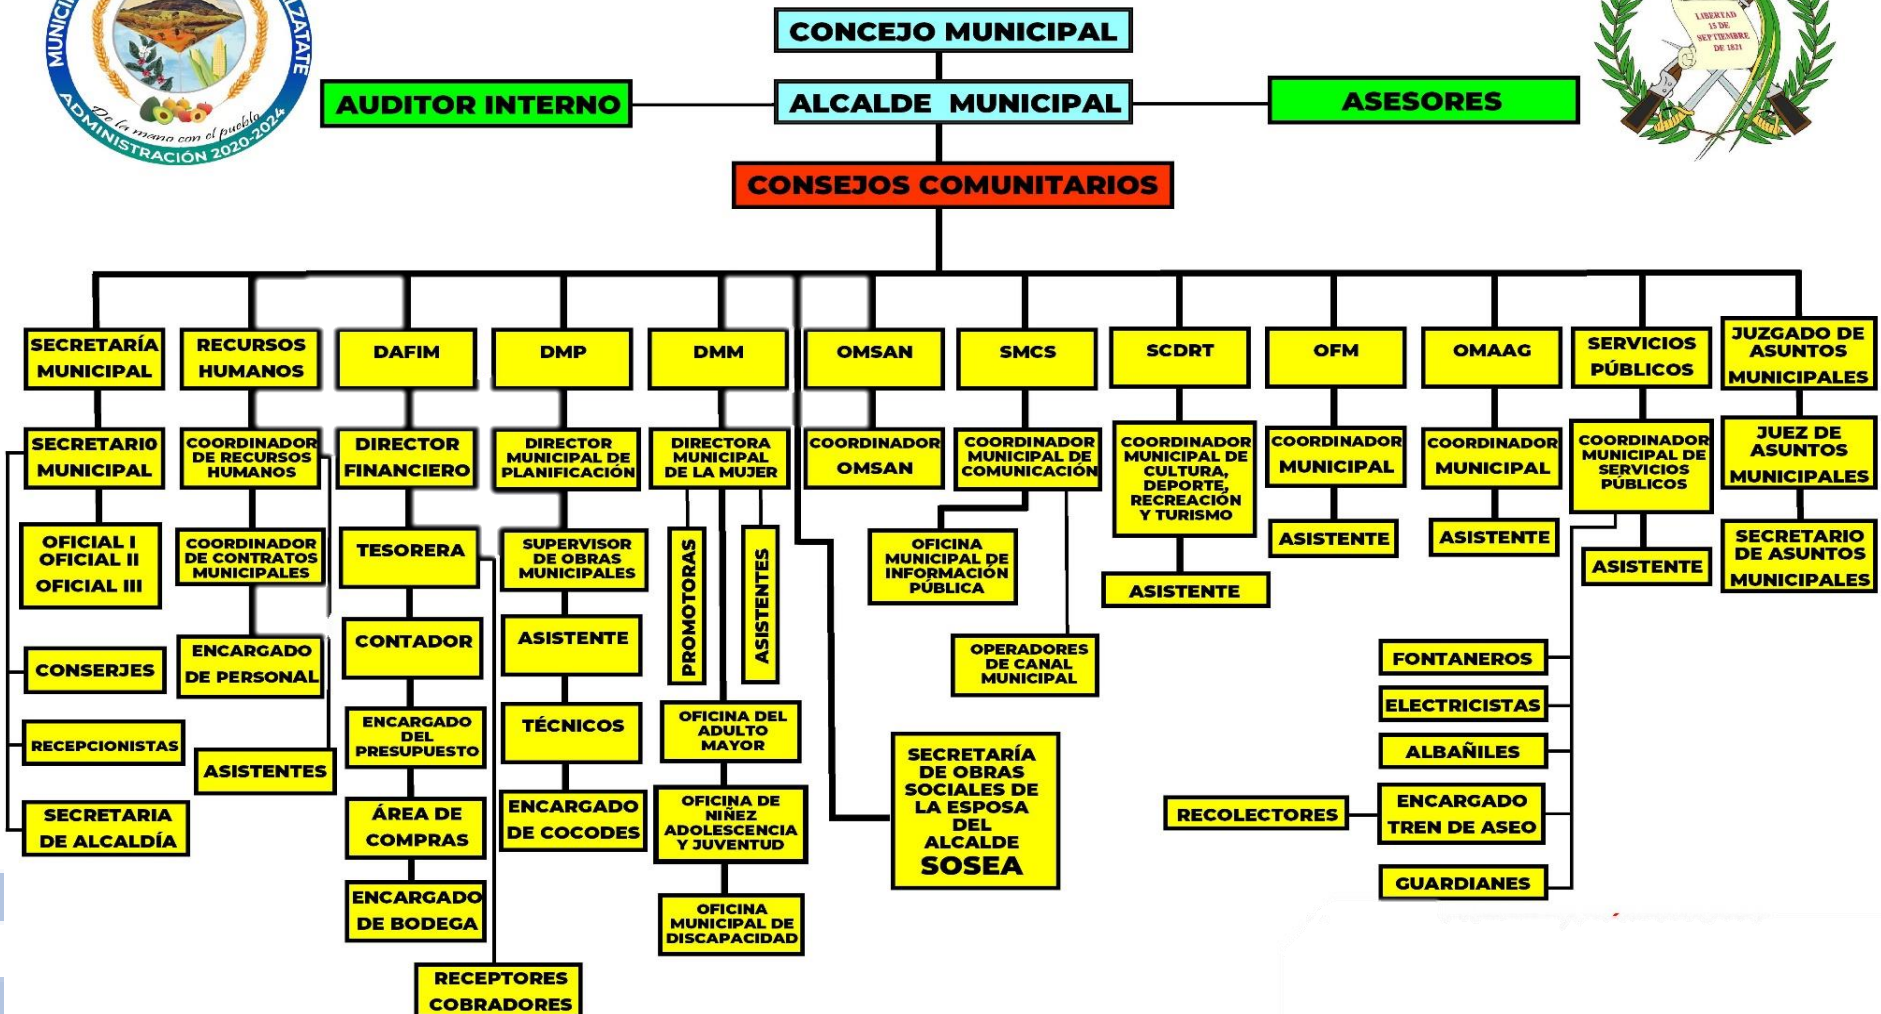 MUNICI
ALZATATE
De la mano con el pueblo
ADMINISTRACIÓN 2020-2024
LIBERTAD
15 DE
SEPTIEMBRE
DE 1821
CONCEJO MUNICIPAL
AUDITOR INTERNO
ALCALDE MUNICIPAL
ASESORES
CONSEJOS COMUNITARIOS
SECRETARÍA
MUNICIPAL
RECURSOS
HUMANOS
DAFIM
DMP
DMM
OMSAN
SMCS
SCDRT
OFM
OMAAG
SERVICIOS
PÚBLICOS
JUZGADO DE
ASUNTOS
MUNICIPALES
SECRETARI0
MUNICIPAL
COORDINADOR
DE RECURSOS
HUMANOS
DIRECTOR
FINANCIERO
DIRECTOR
MUNICIPAL DE
PLANIFICACIÓN
DIRECTORA
MUNICIPAL
DE LA MUJER
COORDINADOR
OMSAN
COORDINADOR
MUNICIPAL DE
COMUNICACIÓN
COORDINADOR
MUNICIPAL DE
CULTURA,
DEPORTE,
RECREACIÓN
Y TURISMO
COORDINADOR
MUNICIPAL
COORDINADOR
MUNICIPAL
COORDINADOR
MUNICIPAL DE
SERVICIOS
PÚBLICOS
JUEZ DE
ASUNTOS
MUNICIPALES
OFICIAL I
OFICIAL II
OFICIAL III
COORDINADOR
DE CONTRATOS
MUNICIPALES
TESORERA
SUPERVISOR
DE OBRAS
MUNICIPALES
PROMOTORAS
ASISTENTES
OFICINA
MUNICIPAL DE
INFORMACIÓN
PÚBLICA
ASISTENTE
ASISTENTE
ASISTENTE
ASISTENTE
SECRETARIO
DE ASUNTOS
MUNICIPALES
CONSERJES
ENCARGADO
DE PERSONAL
CONTADOR
ASISTENTE
OPERADORES
DE CANAL
MUNICIPAL
FONTANEROS
RECEPCIONISTAS
ASISTENTES
ENCARGADO
DEL
PRESUPUESTO
TÉCNICOS
OFICINA DEL
ADULTO
MAYOR
SECRETARÍA
DE OBRAS
SOCIALES DE
LA ESPOSA
DEL
ALCALDE
SOSEA
ELECTRICISTAS
ALBAÑILES
SECRETARIA
DE ALCALDÍA
ÁREA DE
COMPRAS
ENCARGADO
DE COCODES
OFICINA DE
NIÑEZ
ADOLESCENCIA
Y JUVENTUD
RECOLECTORES
ENCARGADO
TREN DE ASEO
ENCARGADO
DE BODEGA
OFICINA
MUNICIPAL DE
DISCAPACIDAD
GUARDIANES
RECEPTORES
COBRADORES